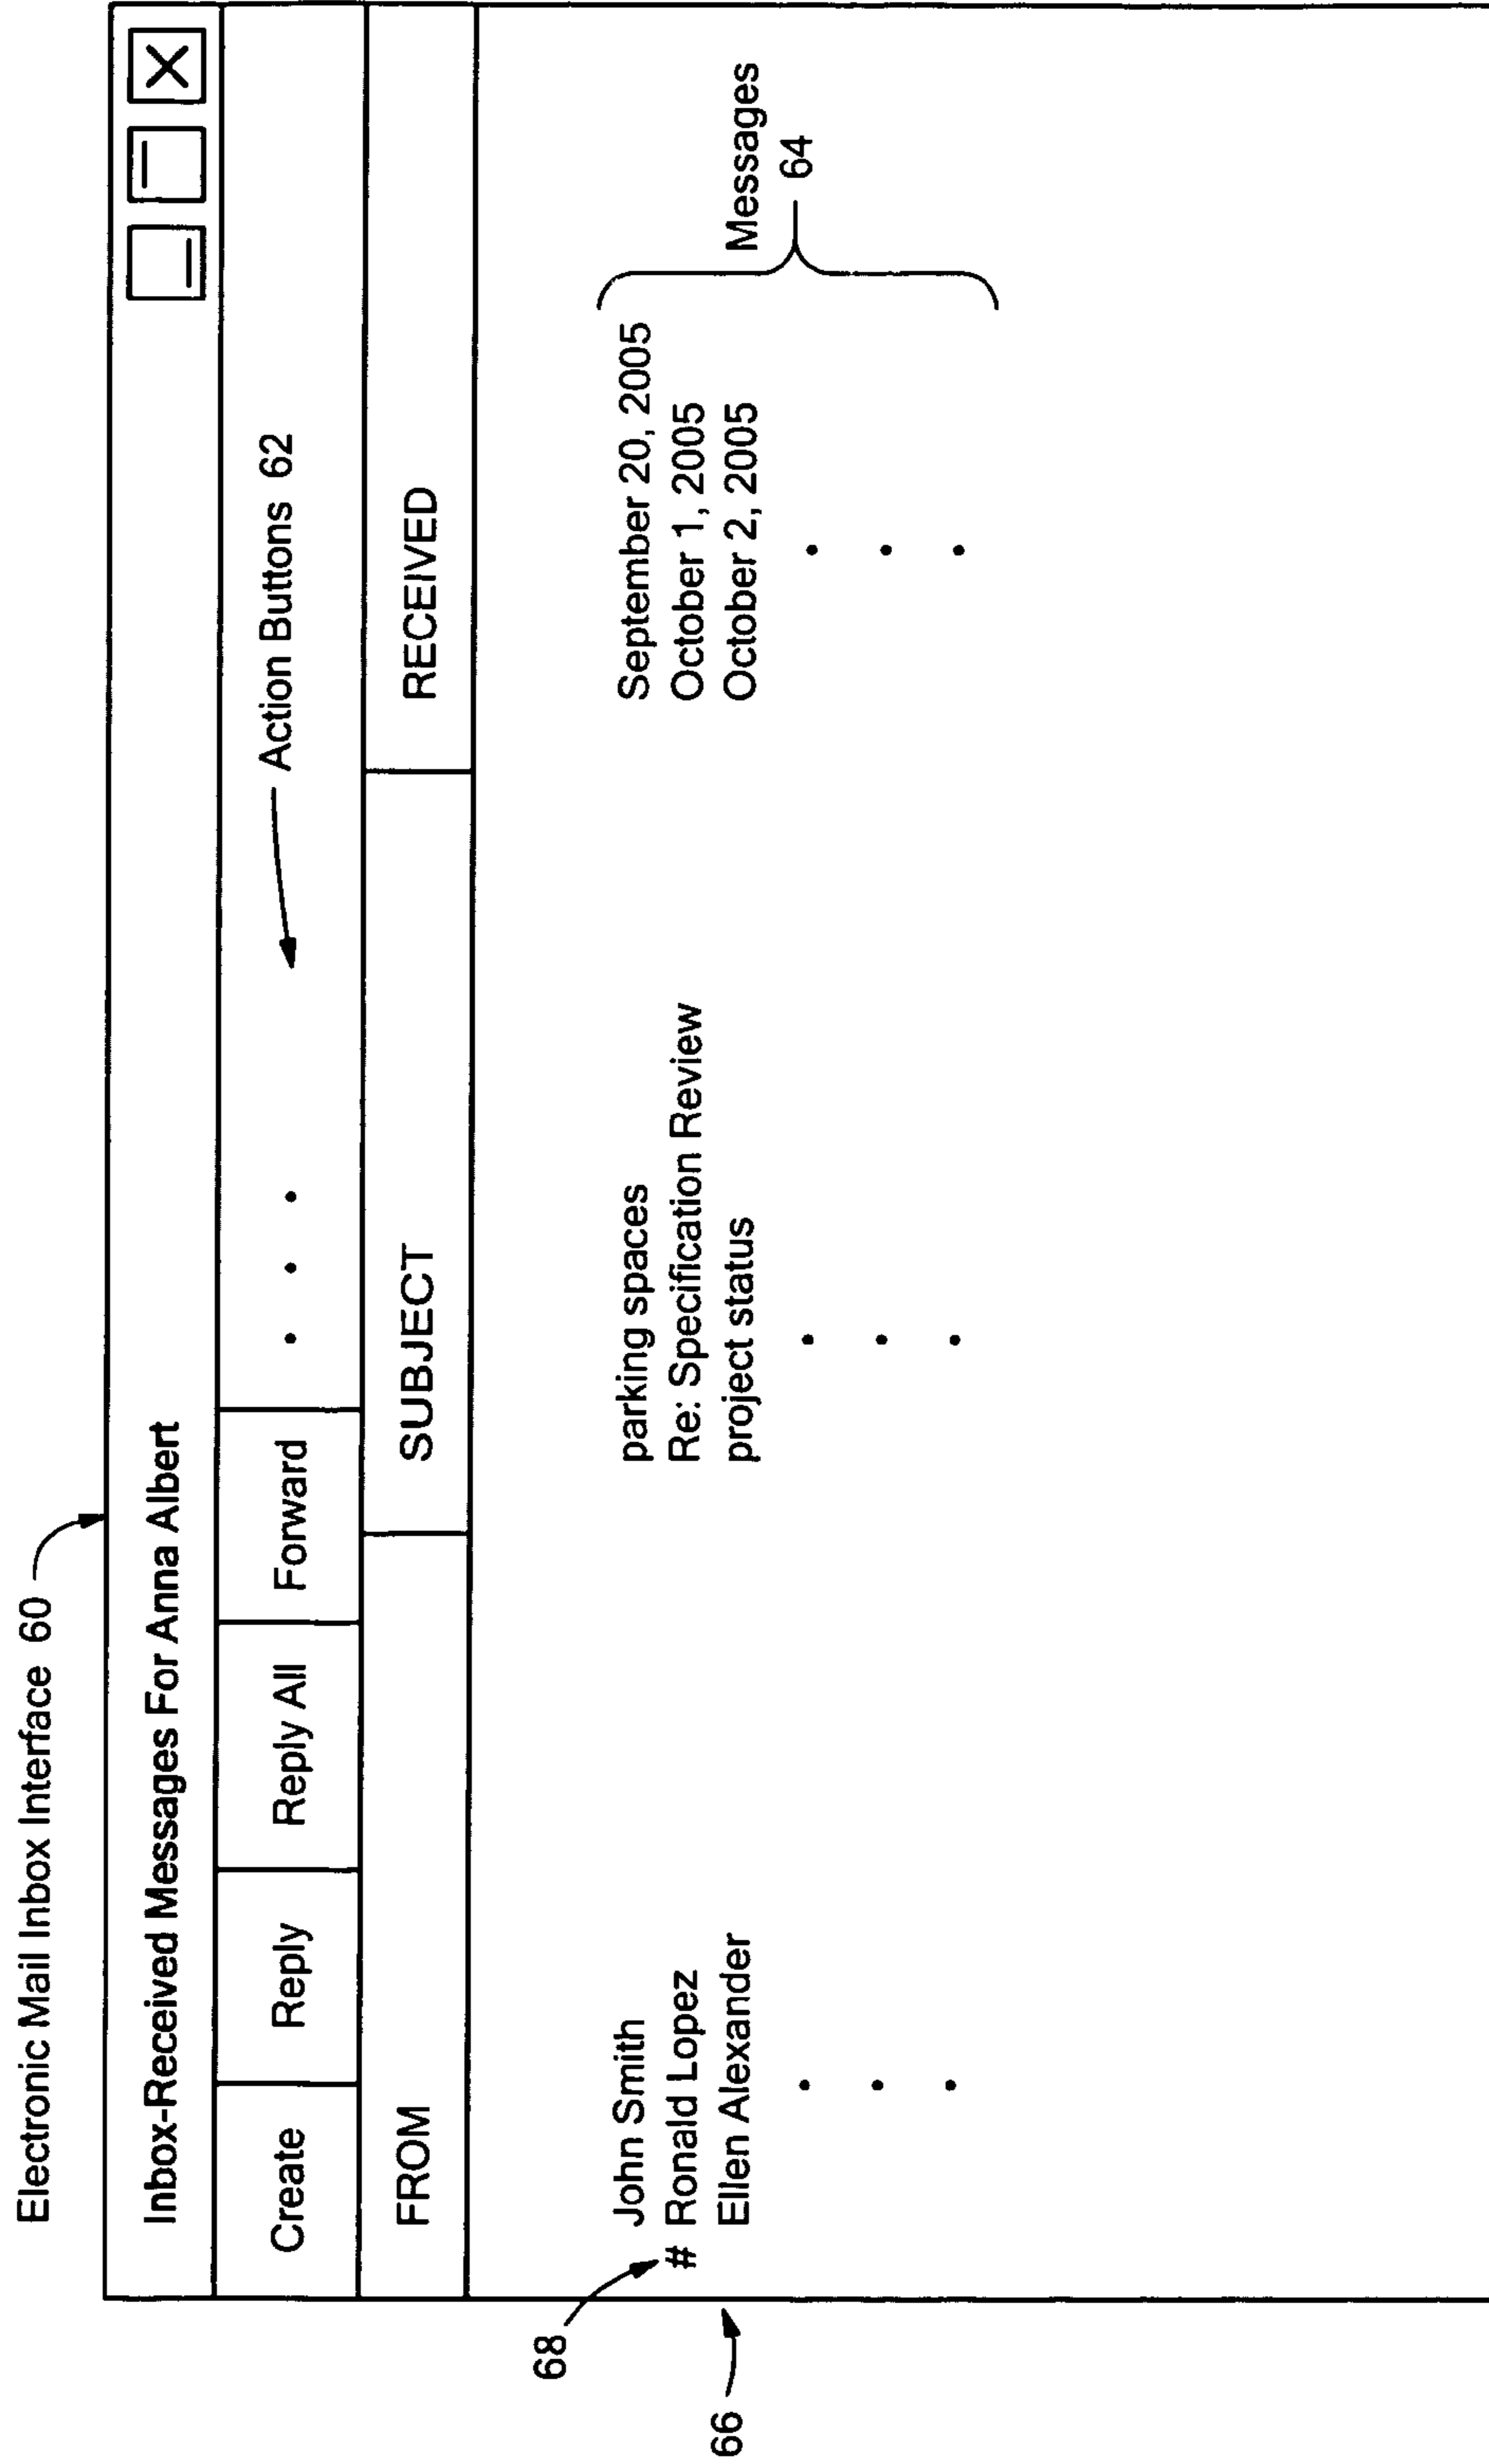 Electronic Mail Inbox Interface 60
Inbox-Received Messages For Anna Albert
Create Reply Reply All Forward . . . Action Buttons 62
FROM SUBJECT RECEIVED
John Smith parking spaces September 20, 2005
68 # Ronald Lopez Re: Specification Review October 1, 2005
66 Ellen Alexander project status October 2, 2005
Messages
64